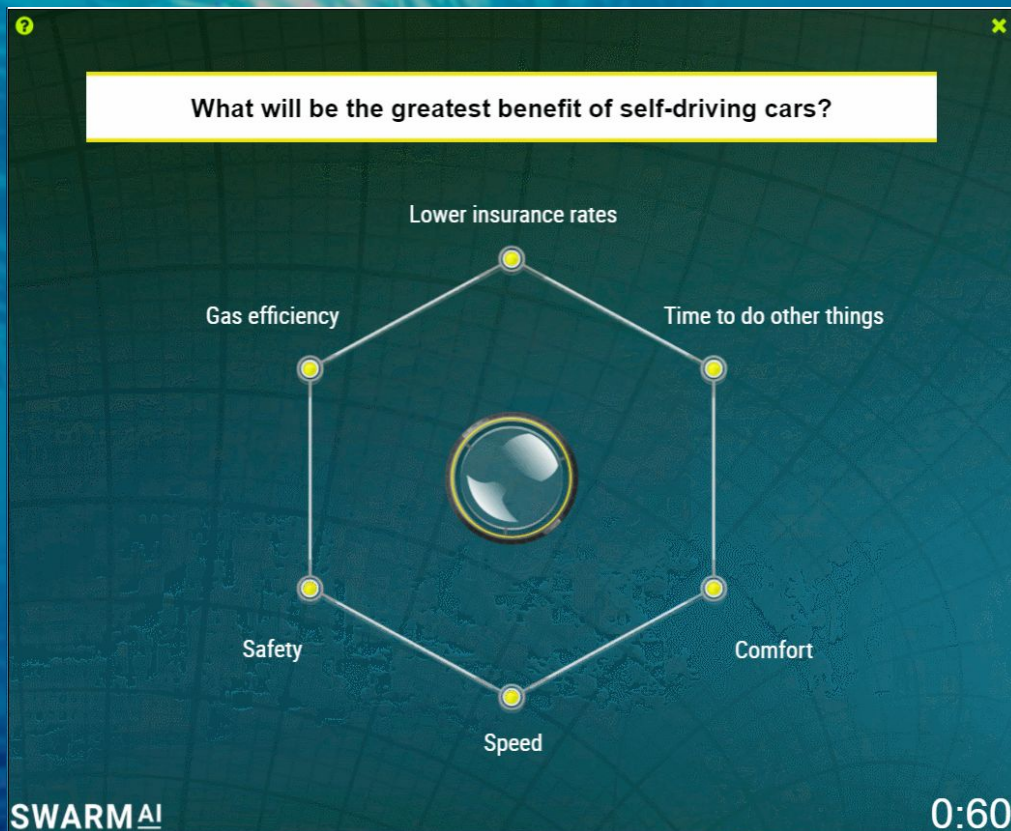 What will be the greatest benefit of self-driving cars?
Lower insurance rates
Gas efficiency
Time to do other things
Safety
Comfort
Speed
SWARM AI
0:60